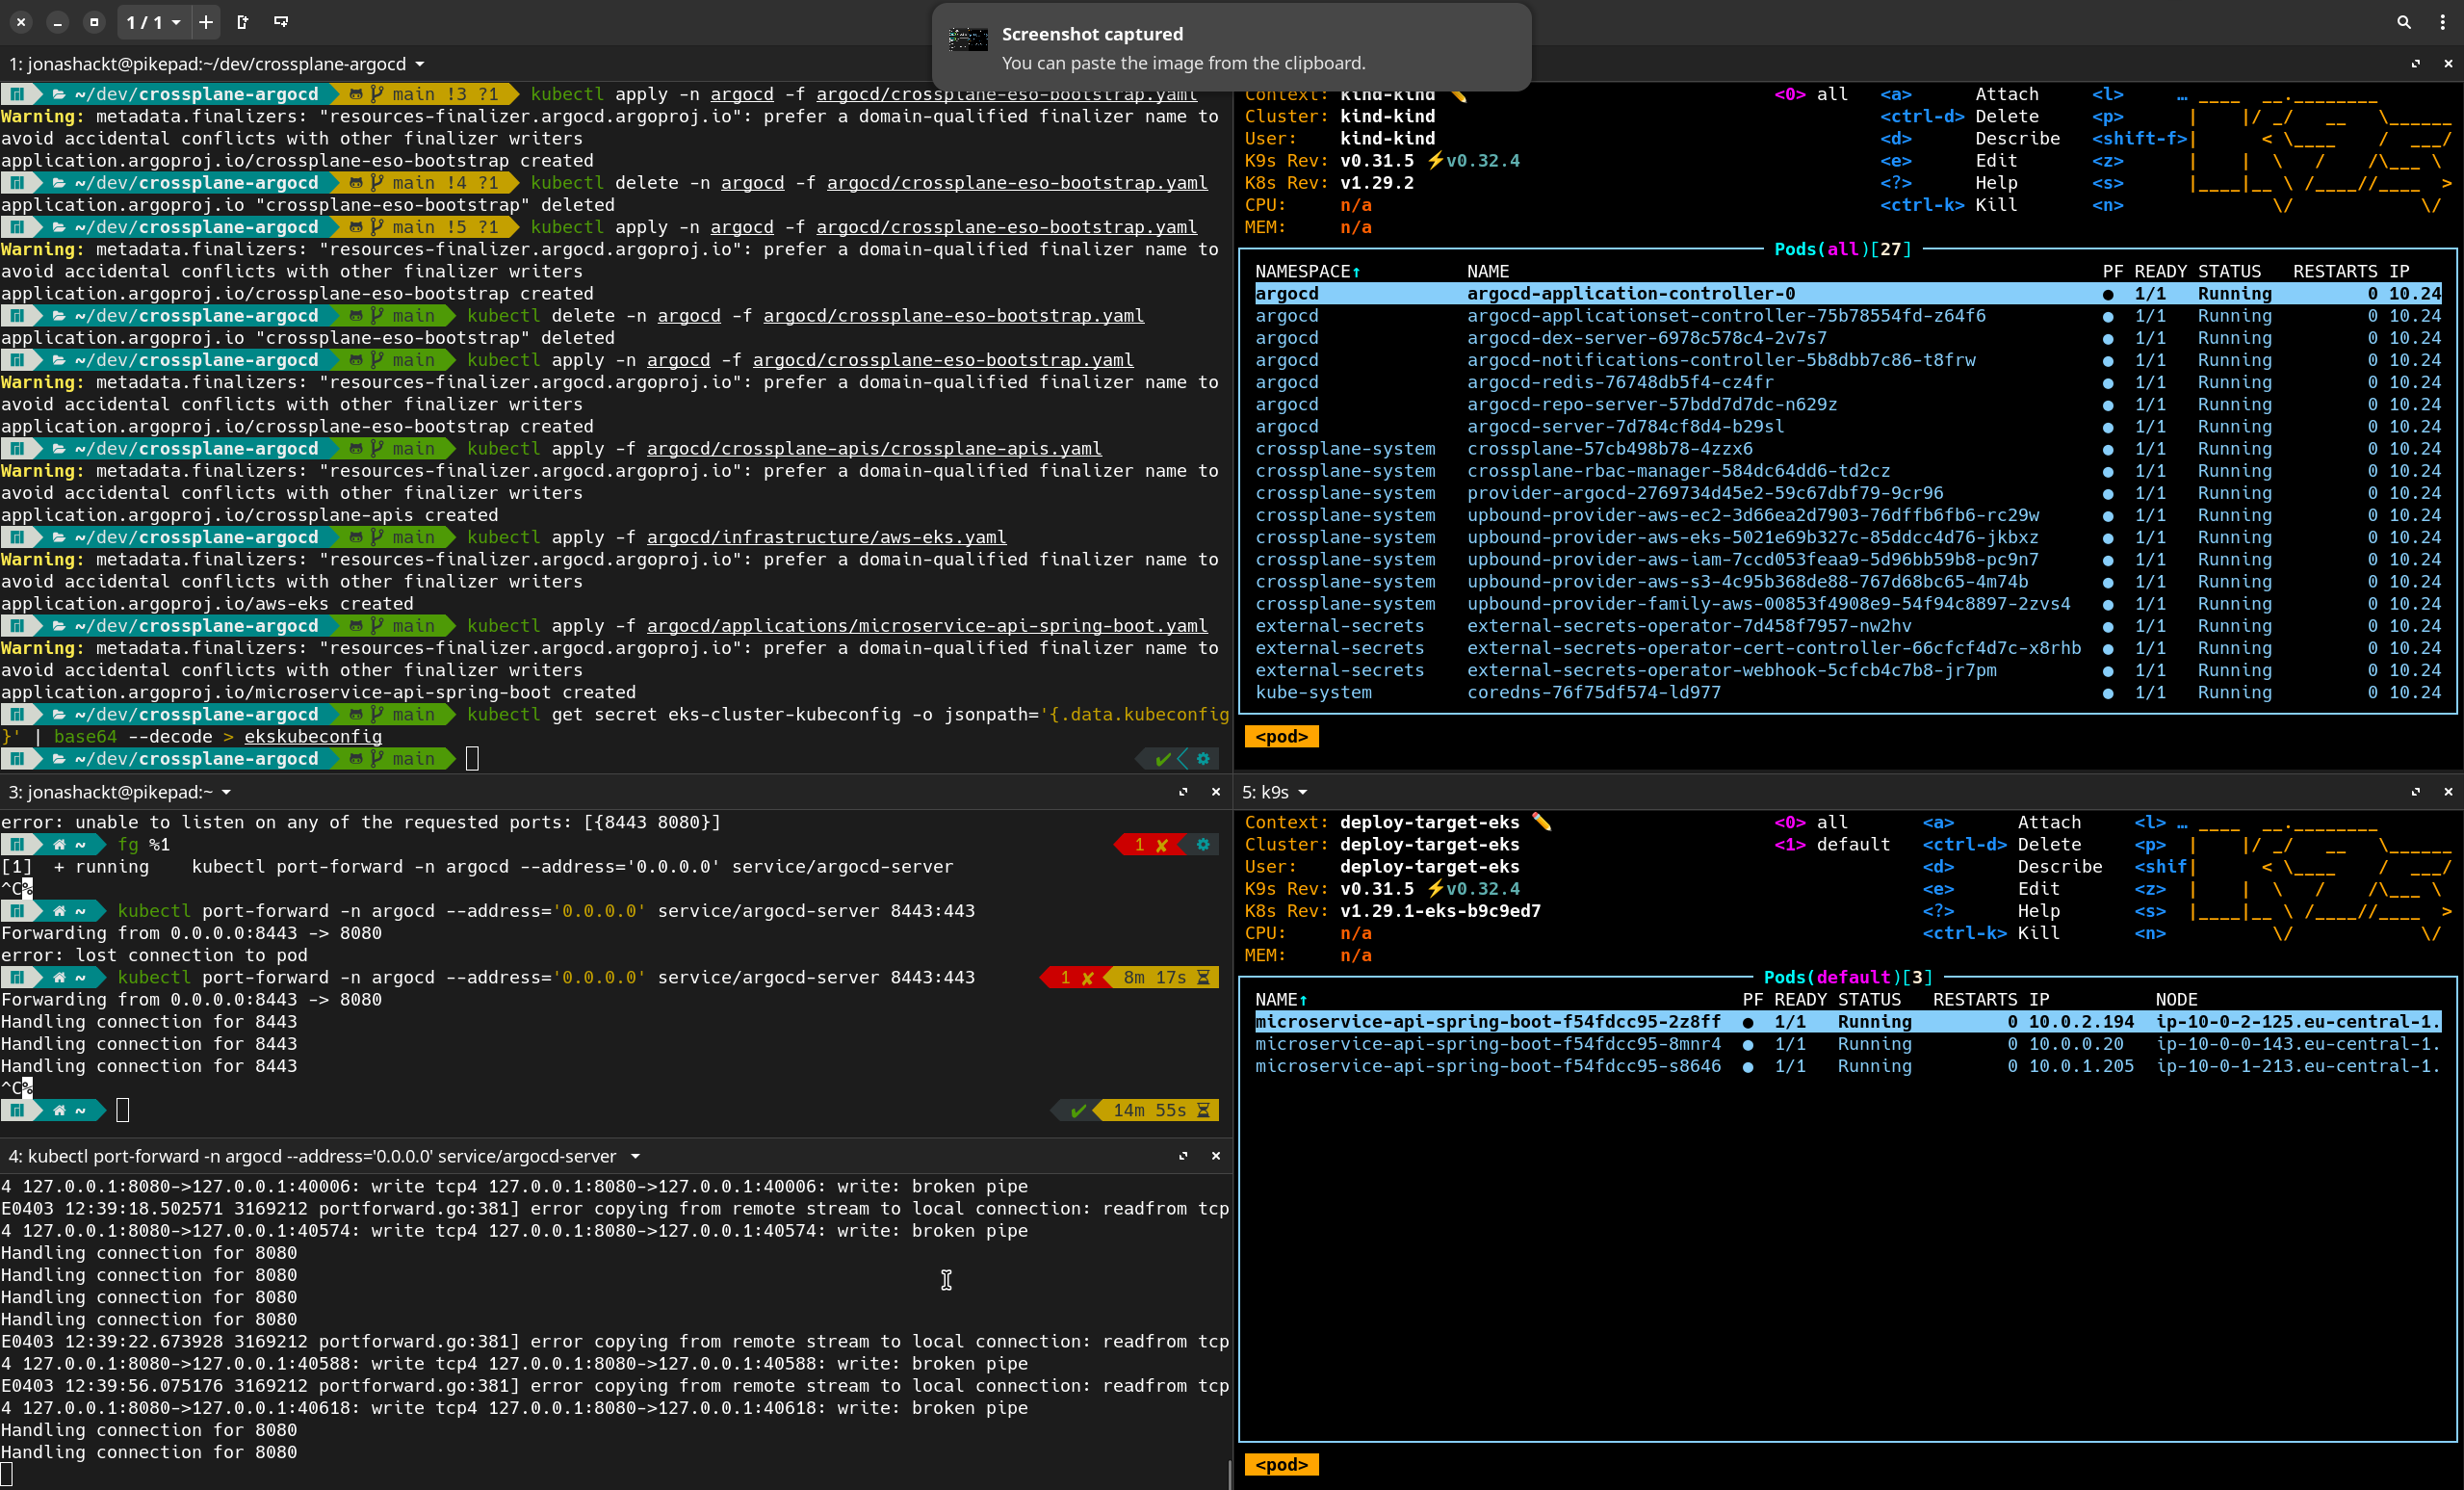 1 / 1
Screenshot captured
You can paste the image from the clipboard.
1: jonashackt@pikepad:~/dev/crossplane-argocd
~/dev/crossplane-argocd main !3 ?1 kubectl apply -n argocd -f argocd/crossplane-eso-bootstrap.yaml
Warning: metadata.finalizers: "resources-finalizer.argocd.argoproj.io": prefer a domain-qualified finalizer name to
avoid accidental conflicts with other finalizer writers
application.argoproj.io/crossplane-eso-bootstrap created
~/dev/crossplane-argocd main !4 ?1 kubectl delete -n argocd -f argocd/crossplane-eso-bootstrap.yaml
application.argoproj.io "crossplane-eso-bootstrap" deleted
~/dev/crossplane-argocd main !5 ?1 kubectl apply -n argocd -f argocd/crossplane-eso-bootstrap.yaml
Warning: metadata.finalizers: "resources-finalizer.argocd.argoproj.io": prefer a domain-qualified finalizer name to
avoid accidental conflicts with other finalizer writers
application.argoproj.io/crossplane-eso-bootstrap created
~/dev/crossplane-argocd main kubectl delete -n argocd -f argocd/crossplane-eso-bootstrap.yaml
application.argoproj.io "crossplane-eso-bootstrap" deleted
~/dev/crossplane-argocd main kubectl apply -n argocd -f argocd/crossplane-eso-bootstrap.yaml
Warning: metadata.finalizers: "resources-finalizer.argocd.argoproj.io": prefer a domain-qualified finalizer name to
avoid accidental conflicts with other finalizer writers
application.argoproj.io/crossplane-eso-bootstrap created
~/dev/crossplane-argocd main kubectl apply -f argocd/crossplane-apis/crossplane-apis.yaml
Warning: metadata.finalizers: "resources-finalizer.argocd.argoproj.io": prefer a domain-qualified finalizer name to
avoid accidental conflicts with other finalizer writers
application.argoproj.io/crossplane-apis created
~/dev/crossplane-argocd main kubectl apply -f argocd/infrastructure/aws-eks.yaml
Warning: metadata.finalizers: "resources-finalizer.argocd.argoproj.io": prefer a domain-qualified finalizer name to
avoid accidental conflicts with other finalizer writers
application.argoproj.io/aws-eks created
~/dev/crossplane-argocd main kubectl apply -f argocd/applications/microservice-api-spring-boot.yaml
Warning: metadata.finalizers: "resources-finalizer.argocd.argoproj.io": prefer a domain-qualified finalizer name to
avoid accidental conflicts with other finalizer writers
application.argoproj.io/microservice-api-spring-boot created
~/dev/crossplane-argocd main kubectl get secret eks-cluster-kubeconfig -o jsonpath='{.data.kubeconfig
}' | base64 --decode > ekskubeconfig
~/dev/crossplane-argocd main
3: jonashackt@pikepad:~
error: unable to listen on any of the requested ports: [{8443 8080}]
~ fg %1 1 ✘
[1]  + running    kubectl port-forward -n argocd --address='0.0.0.0' service/argocd-server
^C%
~ kubectl port-forward -n argocd --address='0.0.0.0' service/argocd-server 8443:443
Forwarding from 0.0.0.0:8443 -> 8080
error: lost connection to pod
~ kubectl port-forward -n argocd --address='0.0.0.0' service/argocd-server 8443:443 1 ✘ 8m 17s
Forwarding from 0.0.0.0:8443 -> 8080
Handling connection for 8443
Handling connection for 8443
Handling connection for 8443
^C%
~ 14m 55s
4: kubectl port-forward -n argocd --address='0.0.0.0' service/argocd-server
4 127.0.0.1:8080->127.0.0.1:40006: write tcp4 127.0.0.1:8080->127.0.0.1:40006: write: broken pipe
E0403 12:39:18.502571 3169212 portforward.go:381] error copying from remote stream to local connection: readfrom tcp
4 127.0.0.1:8080->127.0.0.1:40574: write tcp4 127.0.0.1:8080->127.0.0.1:40574: write: broken pipe
Handling connection for 8080
Handling connection for 8080
Handling connection for 8080
Handling connection for 8080
E0403 12:39:22.673928 3169212 portforward.go:381] error copying from remote stream to local connection: readfrom tcp
4 127.0.0.1:8080->127.0.0.1:40588: write tcp4 127.0.0.1:8080->127.0.0.1:40588: write: broken pipe
E0403 12:39:56.075176 3169212 portforward.go:381] error copying from remote stream to local connection: readfrom tcp
4 127.0.0.1:8080->127.0.0.1:40618: write tcp4 127.0.0.1:8080->127.0.0.1:40618: write: broken pipe
Handling connection for 8080
Handling connection for 8080
Context: kind-kind <0> all <a> Attach <l> …
Cluster: kind-kind <ctrl-d> Delete <p>
User: kind-kind <d> Describe <shift-f>
K9s Rev: v0.31.5 ⚡v0.32.4 <e> Edit <z>
K8s Rev: v1.29.2 <?> Help <s>
CPU: n/a <ctrl-k> Kill <n>
MEM: n/a
Pods(all)[27]
NAMESPACE↑ NAME PF READY STATUS RESTARTS IP
argocd argocd-application-controller-0 ● 1/1 Running 0 10.24
argocd argocd-applicationset-controller-75b78554fd-z64f6 ● 1/1 Running 0 10.24
argocd argocd-dex-server-6978c578c4-2v7s7 ● 1/1 Running 0 10.24
argocd argocd-notifications-controller-5b8dbb7c86-t8frw ● 1/1 Running 0 10.24
argocd argocd-redis-76748db5f4-cz4fr ● 1/1 Running 0 10.24
argocd argocd-repo-server-57bdd7d7dc-n629z ● 1/1 Running 0 10.24
argocd argocd-server-7d784cf8d4-b29sl ● 1/1 Running 0 10.24
crossplane-system crossplane-57cb498b78-4zzx6 ● 1/1 Running 0 10.24
crossplane-system crossplane-rbac-manager-584dc64dd6-td2cz ● 1/1 Running 0 10.24
crossplane-system provider-argocd-2769734d45e2-59c67dbf79-9cr96 ● 1/1 Running 0 10.24
crossplane-system upbound-provider-aws-ec2-3d66ea2d7903-76dffb6fb6-rc29w ● 1/1 Running 0 10.24
crossplane-system upbound-provider-aws-eks-5021e69b327c-85ddcc4d76-jkbxz ● 1/1 Running 0 10.24
crossplane-system upbound-provider-aws-iam-7ccd053feaa9-5d96bb59b8-pc9n7 ● 1/1 Running 0 10.24
crossplane-system upbound-provider-aws-s3-4c95b368de88-767d68bc65-4m74b ● 1/1 Running 0 10.24
crossplane-system upbound-provider-family-aws-00853f4908e9-54f94c8897-2zvs4 ● 1/1 Running 0 10.24
external-secrets external-secrets-operator-7d458f7957-nw2hv ● 1/1 Running 0 10.24
external-secrets external-secrets-operator-cert-controller-66cfcf4d7c-x8rhb ● 1/1 Running 0 10.24
external-secrets external-secrets-operator-webhook-5cfcb4c7b8-jr7pm ● 1/1 Running 0 10.24
kube-system coredns-76f75df574-ld977 ● 1/1 Running 0 10.24
<pod>
5: k9s
Context: deploy-target-eks <0> all <a> Attach <l> …
Cluster: deploy-target-eks <1> default <ctrl-d> Delete <p>
User: deploy-target-eks <d> Describe <shif
K9s Rev: v0.31.5 ⚡v0.32.4 <e> Edit <z>
K8s Rev: v1.29.1-eks-b9c9ed7 <?> Help <s>
CPU: n/a <ctrl-k> Kill <n>
MEM: n/a
Pods(default)[3]
NAME↑ PF READY STATUS RESTARTS IP NODE
microservice-api-spring-boot-f54fdcc95-2z8ff ● 1/1 Running 0 10.0.2.194 ip-10-0-2-125.eu-central-1.
microservice-api-spring-boot-f54fdcc95-8mnr4 ● 1/1 Running 0 10.0.0.20 ip-10-0-0-143.eu-central-1.
microservice-api-spring-boot-f54fdcc95-s8646 ● 1/1 Running 0 10.0.1.205 ip-10-0-1-213.eu-central-1.
<pod>